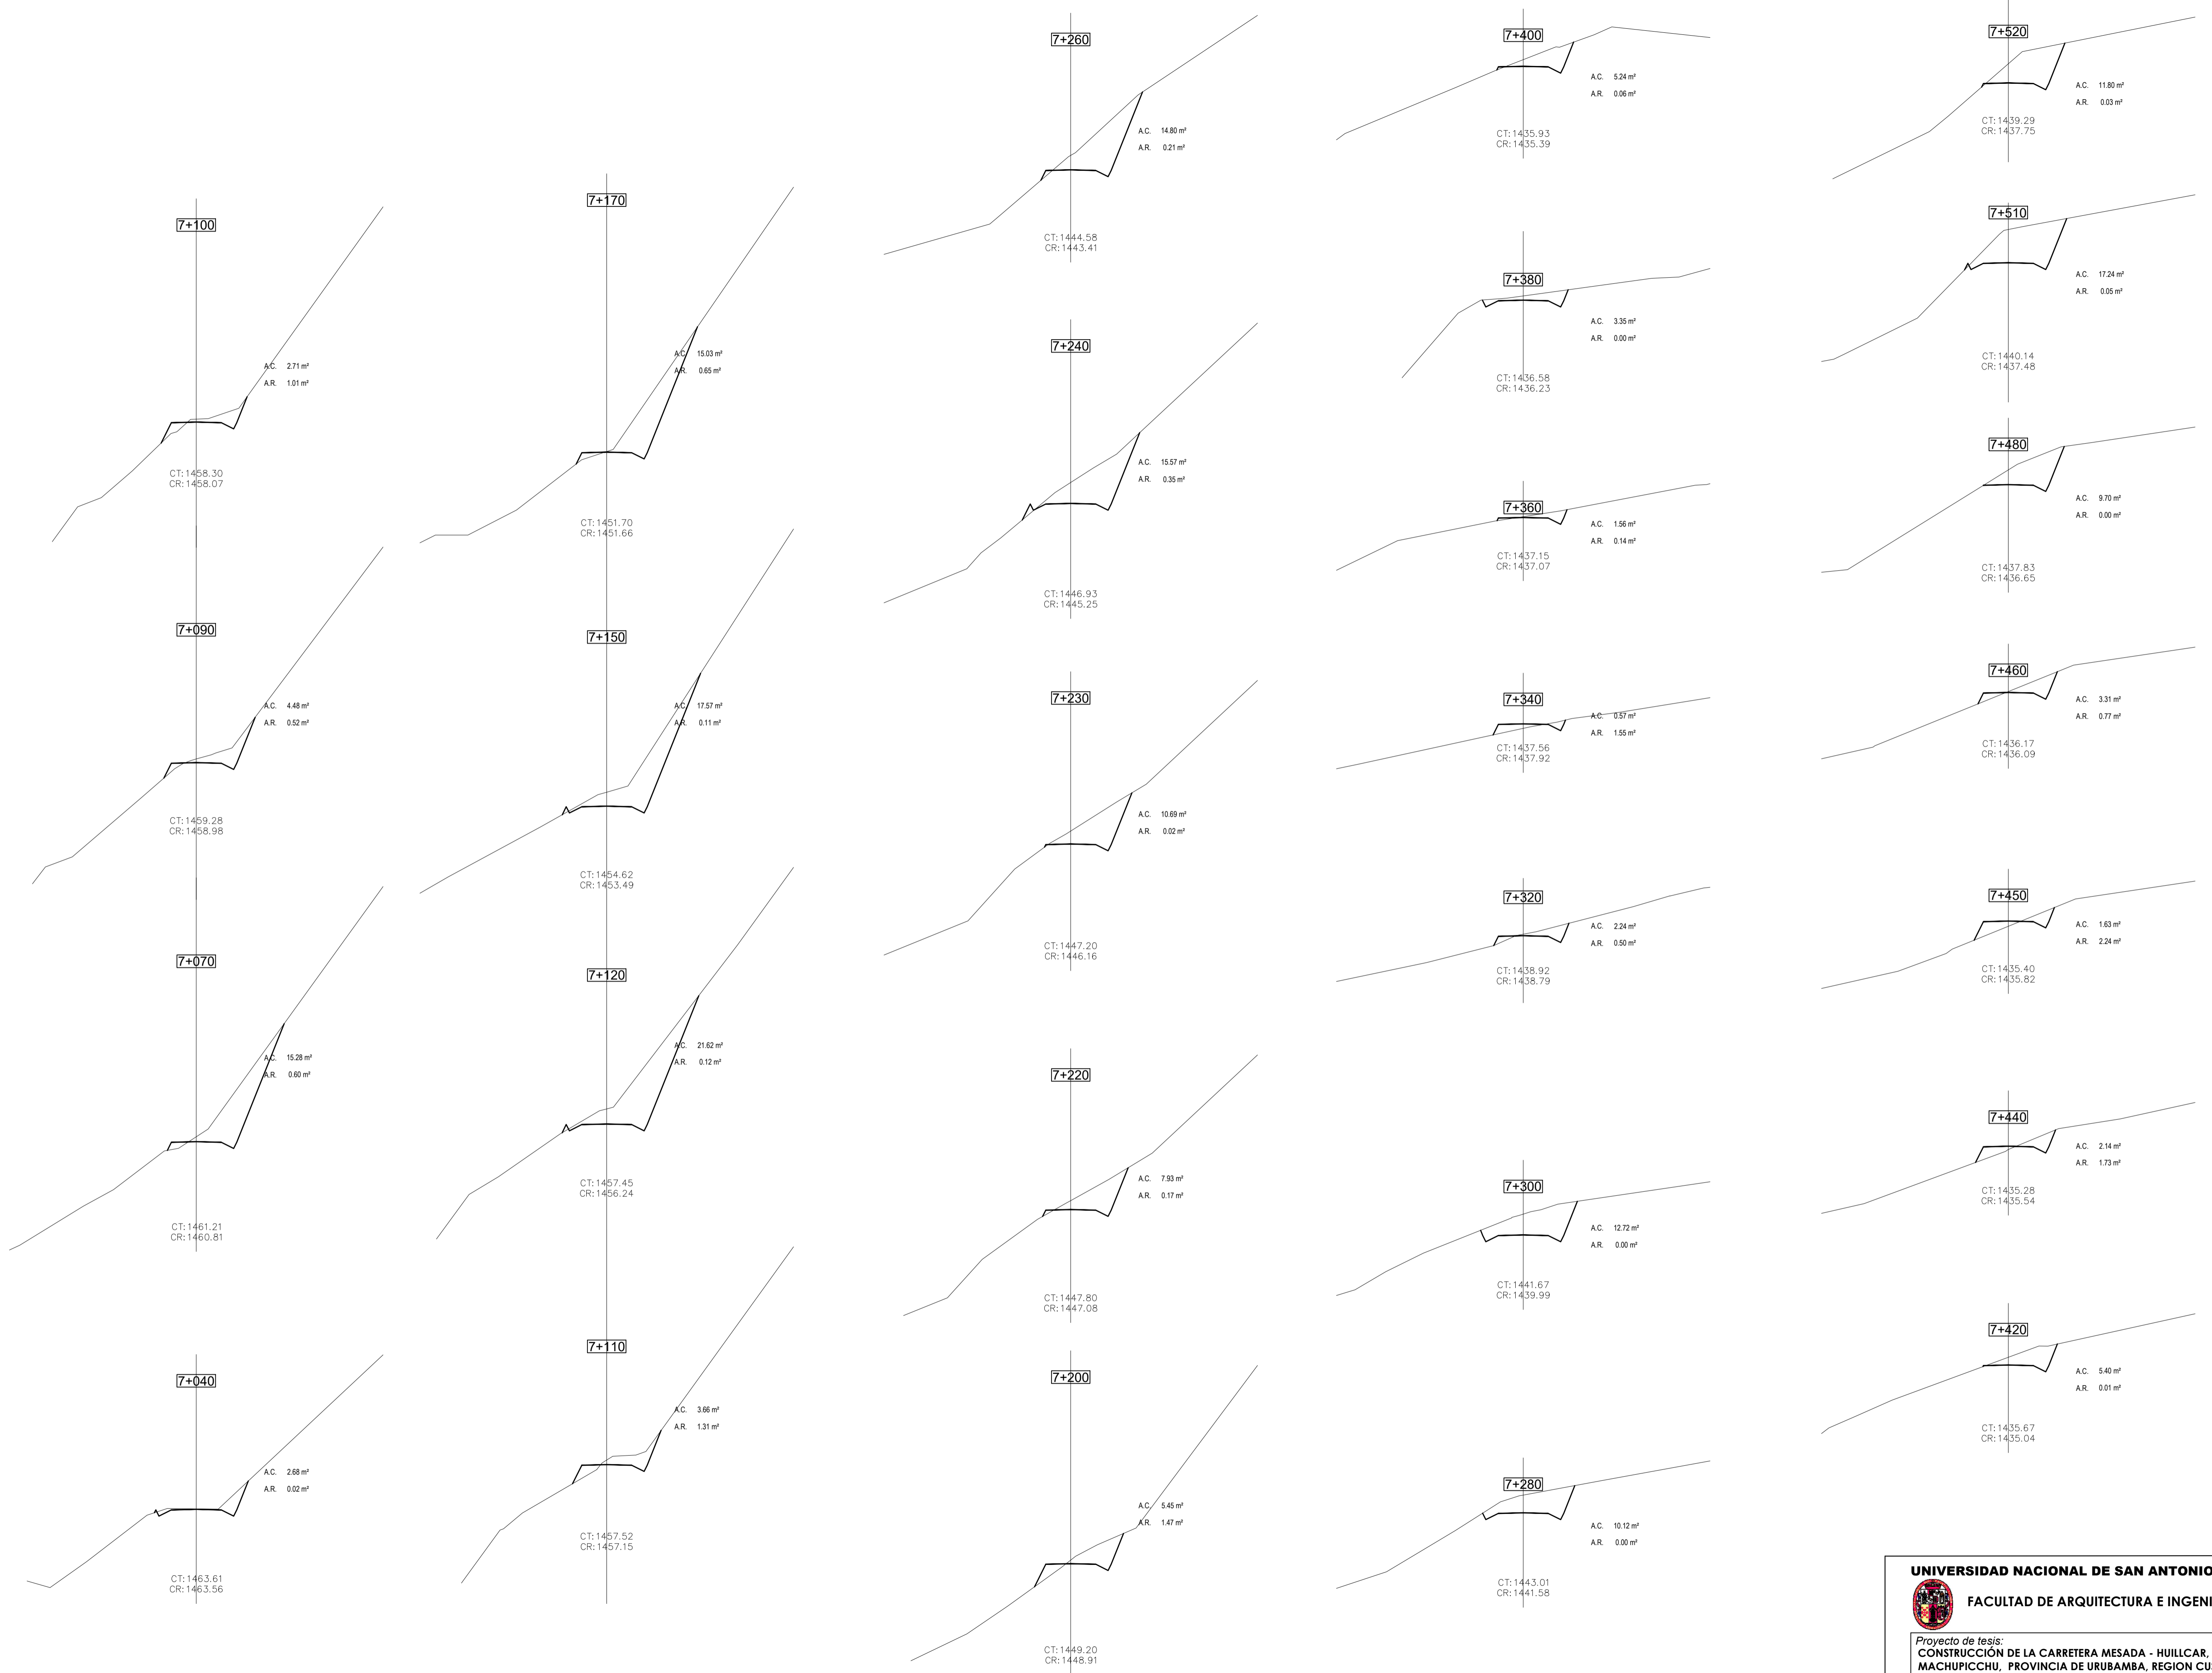 7+100
A.C. 2.71 m²
A.R. 1.01 m²
CT:1458.30
CR:1458.07
7+090
A.C. 4.48 m²
A.R. 0.52 m²
CT:1459.28
CR:1458.98
7+070
A.C. 15.28 m²
A.R. 0.60 m²
CT:1461.21
CR:1460.81
7+040
A.C. 2.68 m²
A.R. 0.02 m²
CT:1463.61
CR:1463.56
7+170
A.C. 15.03 m²
A.R. 0.65 m²
CT:1451.70
CR:1451.66
7+150
A.C. 17.57 m²
A.R. 0.11 m²
CT:1454.62
CR:1453.49
7+120
A.C. 21.62 m²
A.R. 0.12 m²
CT:1457.45
CR:1456.24
7+110
A.C. 3.66 m²
A.R. 1.31 m²
CT:1457.52
CR:1457.15
7+260
A.C. 14.80 m²
A.R. 0.21 m²
CT:1444.58
CR:1443.41
7+240
A.C. 15.57 m²
A.R. 0.35 m²
CT:1446.93
CR:1445.25
7+230
A.C. 10.69 m²
A.R. 0.02 m²
CT:1447.20
CR:1446.16
7+220
A.C. 7.93 m²
A.R. 0.17 m²
CT:1447.80
CR:1447.08
7+200
A.C. 5.45 m²
A.R. 1.47 m²
CT:1449.20
CR:1448.91
7+400
A.C. 5.24 m²
A.R. 0.06 m²
CT:1435.93
CR:1435.39
7+380
A.C. 3.35 m²
A.R. 0.00 m²
CT:1436.58
CR:1436.23
7+360
A.C. 1.56 m²
A.R. 0.14 m²
CT:1437.15
CR:1437.07
7+340
A.C. 0.57 m²
A.R. 1.55 m²
CT:1437.56
CR:1437.92
7+320
A.C. 2.24 m²
A.R. 0.50 m²
CT:1438.92
CR:1438.79
7+300
A.C. 12.72 m²
A.R. 0.00 m²
CT:1441.67
CR:1439.99
7+280
A.C. 10.12 m²
A.R. 0.00 m²
CT:1443.01
CR:1441.58
7+520
A.C. 11.80 m²
A.R. 0.03 m²
CT:1439.29
CR:1437.75
7+510
A.C. 17.24 m²
A.R. 0.05 m²
CT:1440.14
CR:1437.48
7+480
A.C. 9.70 m²
A.R. 0.00 m²
CT:1437.83
CR:1436.65
7+460
A.C. 3.31 m²
A.R. 0.77 m²
CT:1436.17
CR:1436.09
7+450
A.C. 1.63 m²
A.R. 2.24 m²
CT:1435.40
CR:1435.82
7+440
A.C. 2.14 m²
A.R. 1.73 m²
CT:1435.28
CR:1435.54
7+420
A.C. 5.40 m²
A.R. 0.01 m²
CT:1435.67
CR:1435.04
UNIVERSIDAD NACIONAL DE SAN ANTONIO
FACULTAD DE ARQUITECTURA E INGENI
Proyecto de tesis:
CONSTRUCCIÓN DE LA CARRETERA MESADA - HUILLCAR,
MACHUPICCHU, PROVINCIA DE URUBAMBA, REGION CU